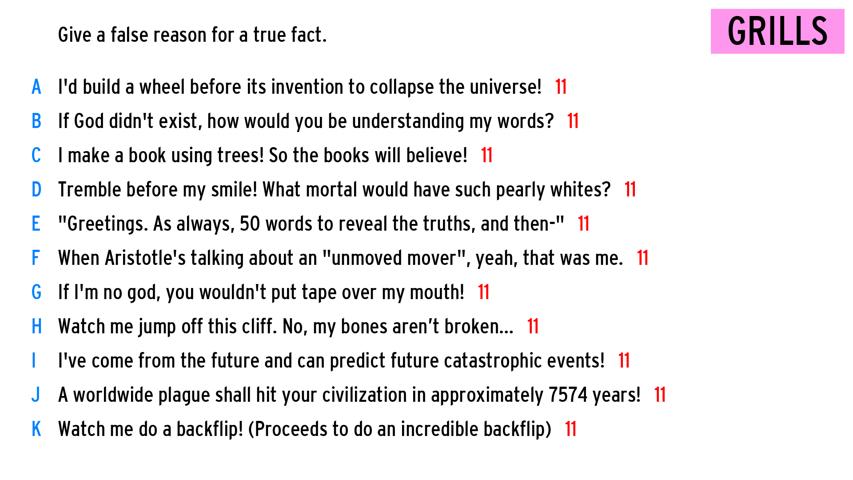 Give a false reason for a true fact.
GRILLS
A I'd build a wheel before its invention to collapse the universe! 11
B If God didn't exist, how would you be understanding my words? 11
C I make a book using trees! So the books will believe! 11
D Tremble before my smile! What mortal would have such pearly whites? 11
E "Greetings. As always, 50 words to reveal the truths, and then-" 11
F When Aristotle's talking about an "unmoved mover", yeah, that was me. 11
G If I'm no god, you wouldn't put tape over my mouth! 11
H Watch me jump off this cliff. No, my bones aren’t broken... 11
I I've come from the future and can predict future catastrophic events! 11
J A worldwide plague shall hit your civilization in approximately 7574 years! 11
K Watch me do a backflip! (Proceeds to do an incredible backflip) 11